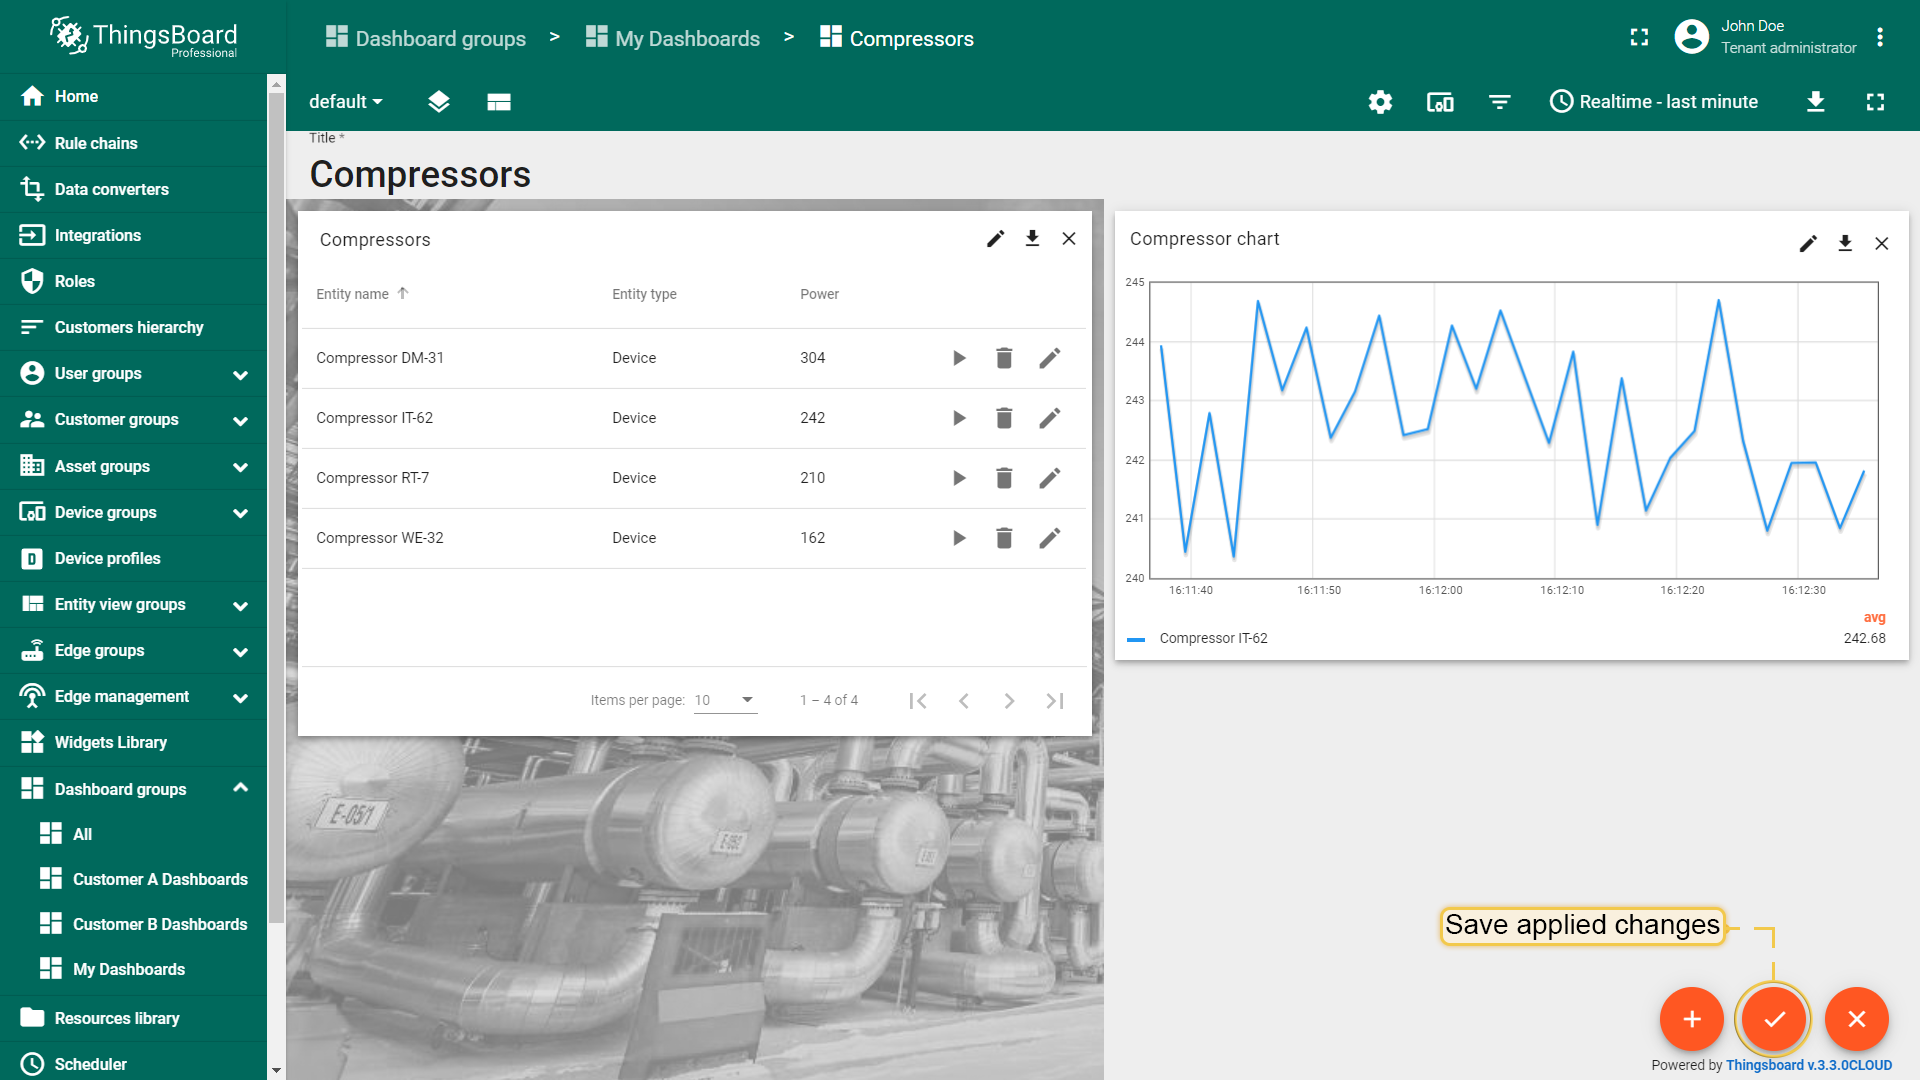 ThingsBoard
Professional
Dashboard groups > My Dashboards > Compressors
John Doe
Tenant administrator
Home
Rule chains
Data converters
Integrations
Roles
Customers hierarchy
User groups
Customer groups
Asset groups
Device groups
D
Device profiles
Entity view groups
Edge groups
Edge management
Widgets Library
Dashboard groups
All
Customer A Dashboards
Customer B Dashboards
My Dashboards
Resources library
Scheduler
default
Realtime - last minute
Title *
Compressors
Compressors
Entity name Entity type Power
Compressor DM-31 Device 304
Compressor IT-62 Device 242
Compressor RT-7 Device 210
Compressor WE-32 Device 162
Items per page: 10 1 – 4 of 4
E-05/1
Compressor chart
245
244
243
242
241
240
16:11:40 16:11:50 16:12:00 16:12:10 16:12:20 16:12:30
avg
Compressor IT-62 242.68
Save applied changes
Powered by Thingsboard v.3.3.0CLOUD